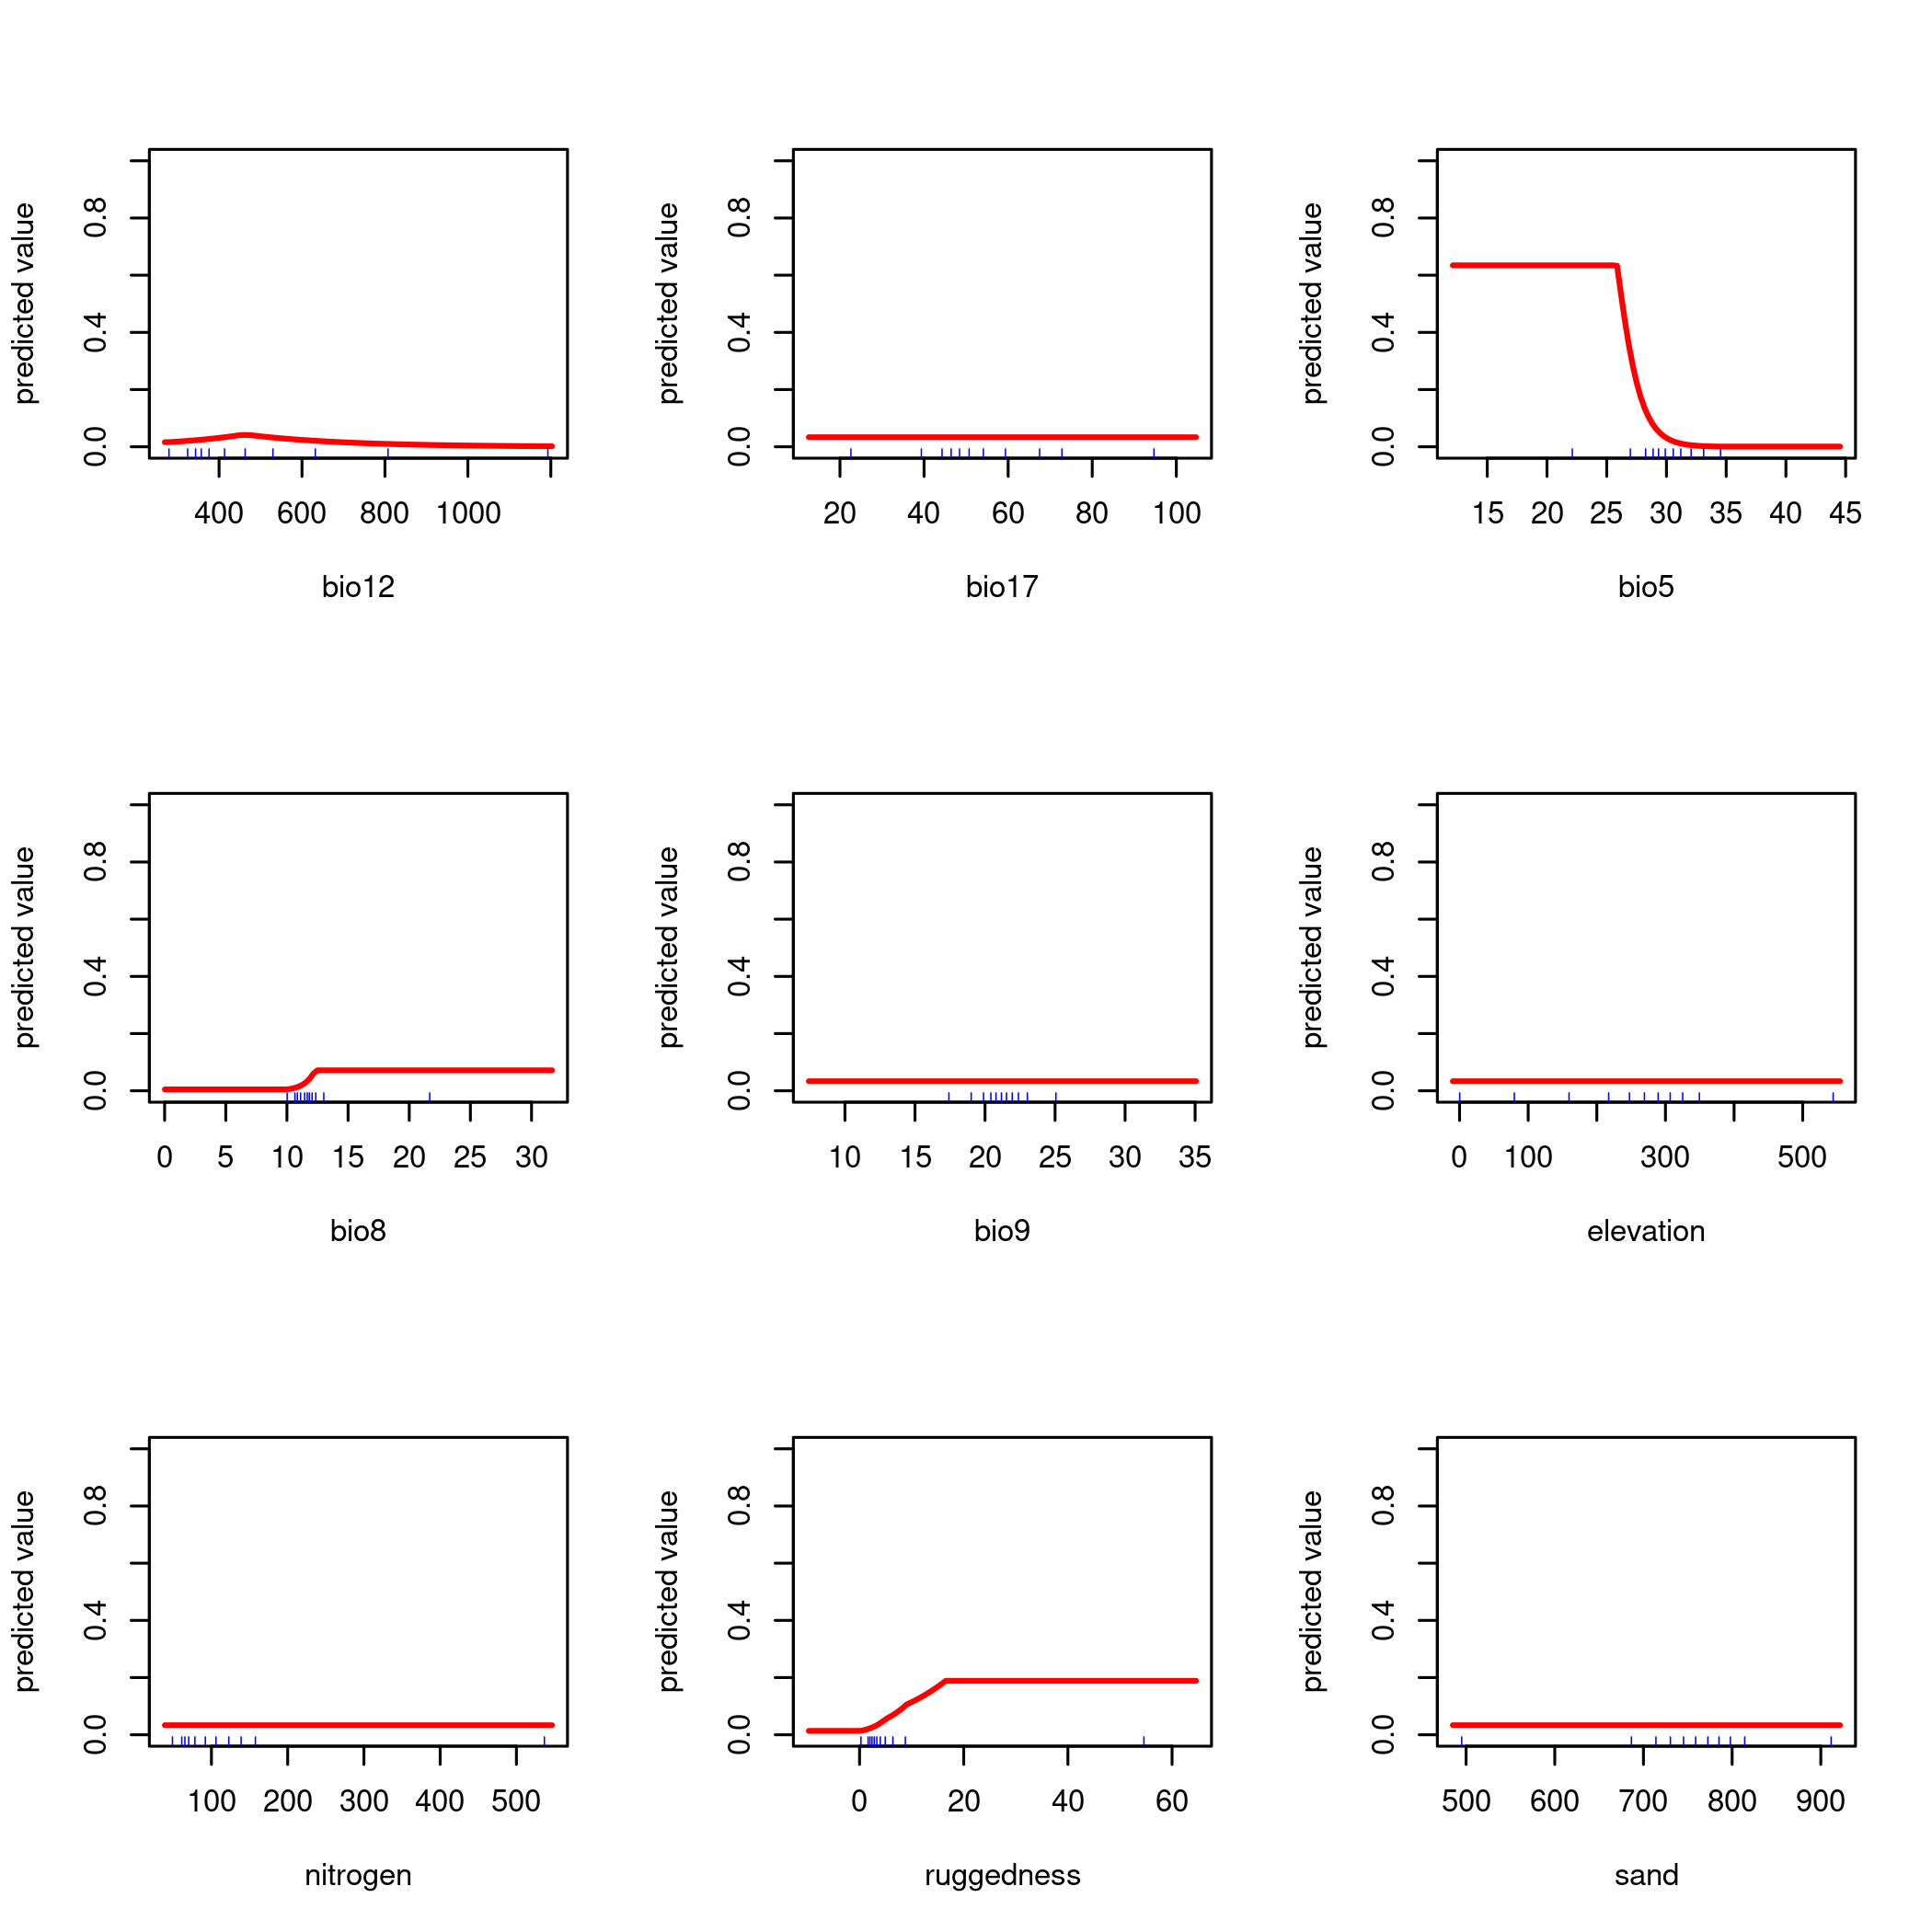 predicted value
0.0 0.4 0.8
400 600 800 1000
bio12
predicted value
0.0 0.4 0.8
20 40 60 80 100
bio17
predicted value
0.0 0.4 0.8
15 20 25 30 35 40 45
bio5
predicted value
0.0 0.4 0.8
0 5 10 15 20 25 30
bio8
predicted value
0.0 0.4 0.8
10 15 20 25 30 35
bio9
predicted value
0.0 0.4 0.8
0 100 300 500
elevation
predicted value
0.0 0.4 0.8
100 200 300 400 500
nitrogen
predicted value
0.0 0.4 0.8
0 20 40 60
ruggedness
predicted value
0.0 0.4 0.8
500 600 700 800 900
sand